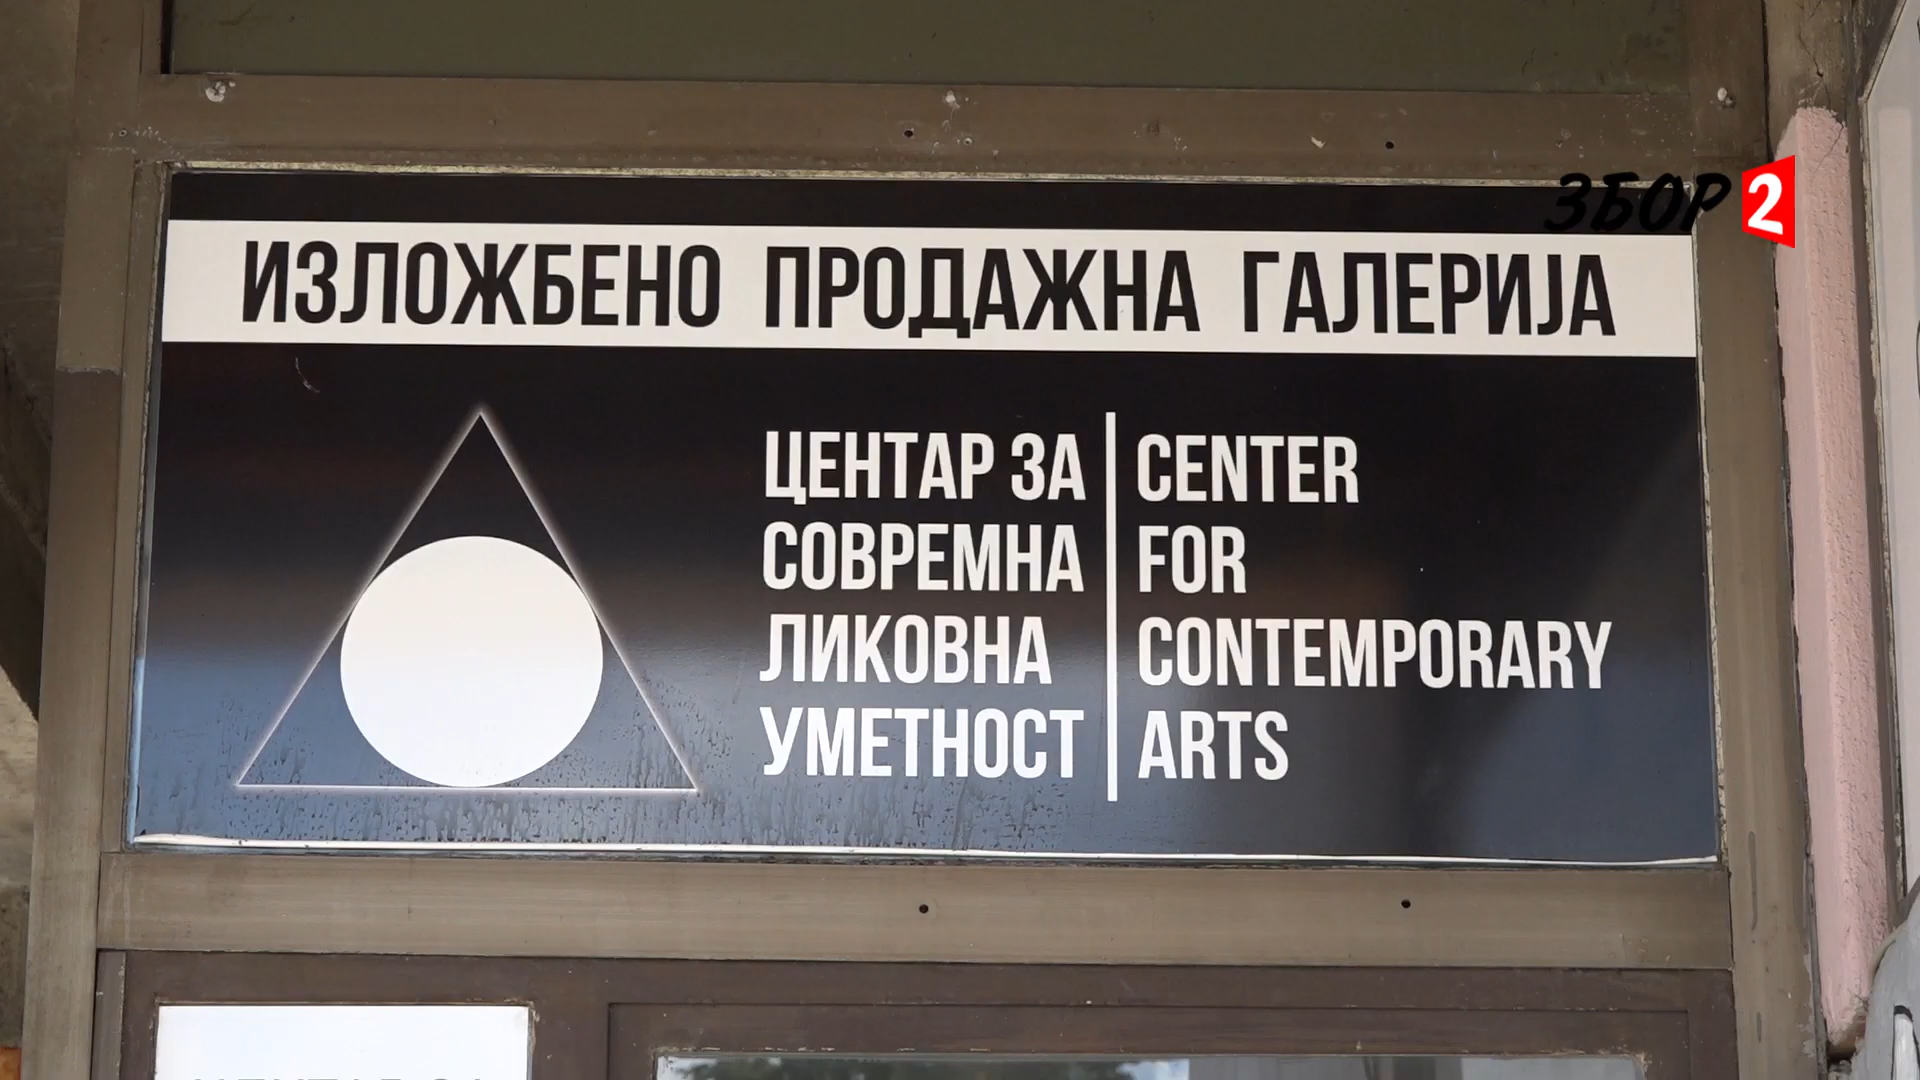 ЗБОР 2
ИЗЛОЖБЕНО ПРОДАЖНА ГАЛЕРИЈА
ЦЕНТАР ЗА
СОВРЕМНА
ЛИКОВНА
УМЕТНОСТ
CENTER
FOR
CONTEMPORARY
ARTS